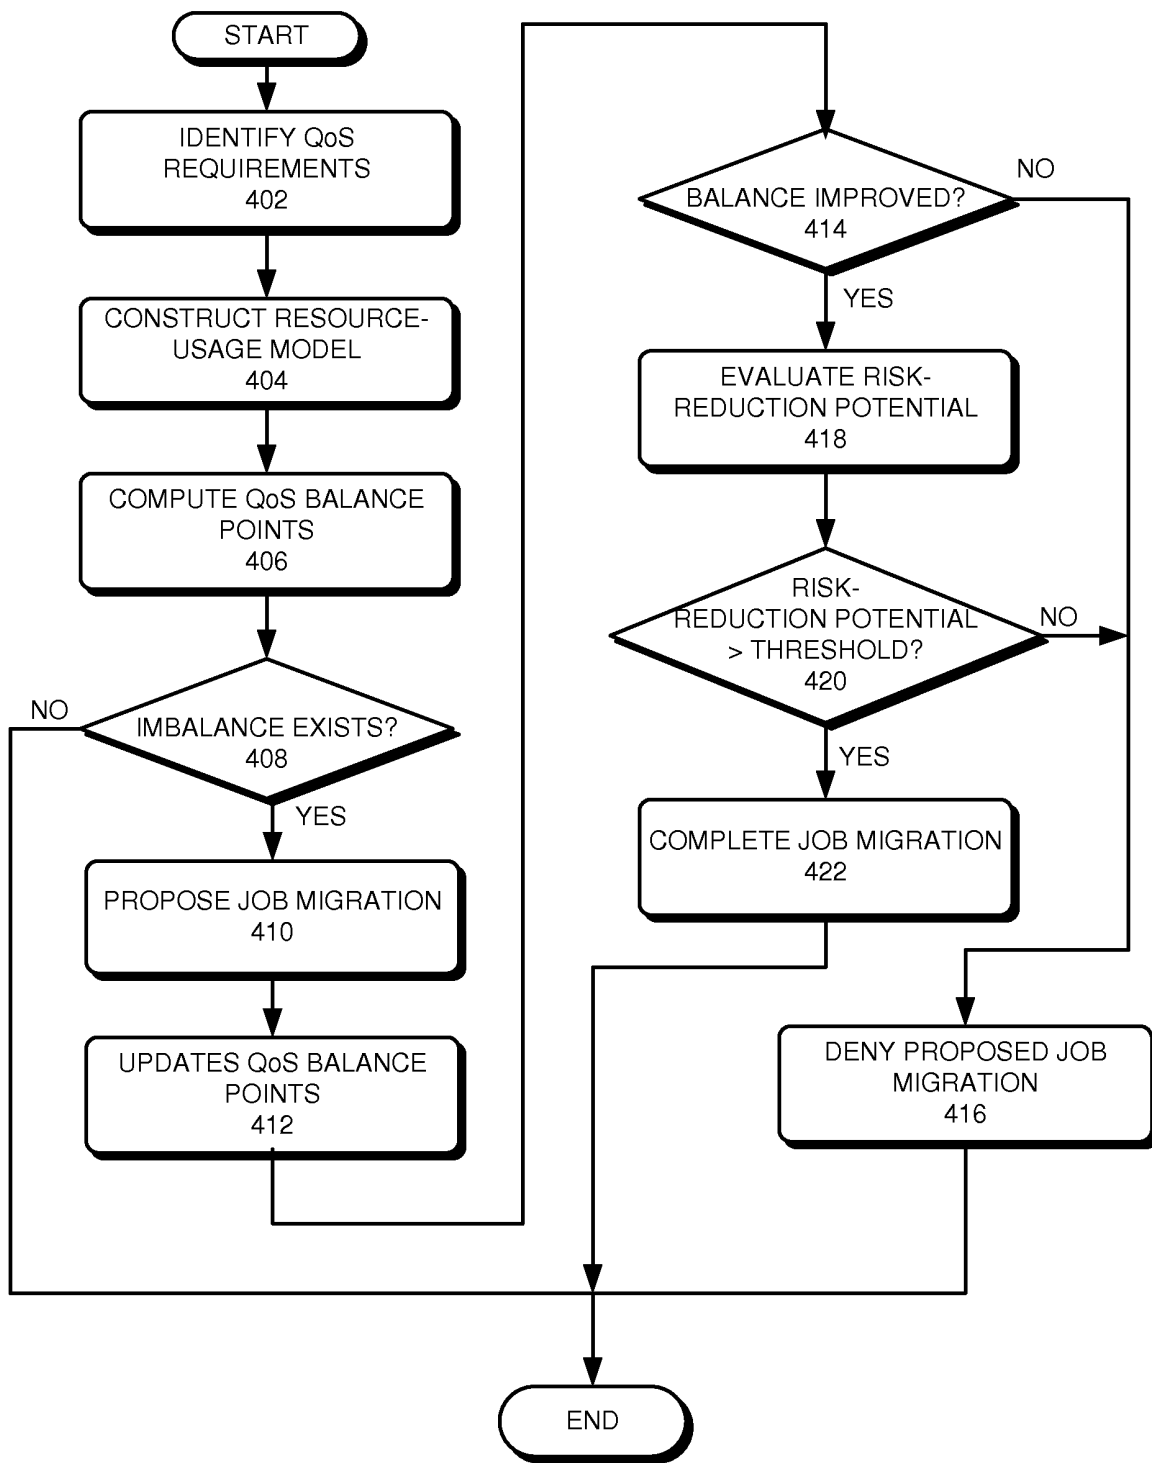 START
IDENTIFY QoS
REQUIREMENTS
402
CONSTRUCT RESOURCE-
USAGE MODEL
404
COMPUTE QoS BALANCE
POINTS
406
IMBALANCE EXISTS?
408
NO
YES
PROPOSE JOB MIGRATION
410
UPDATES QoS BALANCE
POINTS
412
BALANCE IMPROVED?
414
NO
YES
EVALUATE RISK-
REDUCTION POTENTIAL
418
RISK-
REDUCTION POTENTIAL
> THRESHOLD?
420
NO
YES
COMPLETE JOB MIGRATION
422
DENY PROPOSED JOB
MIGRATION
416
END